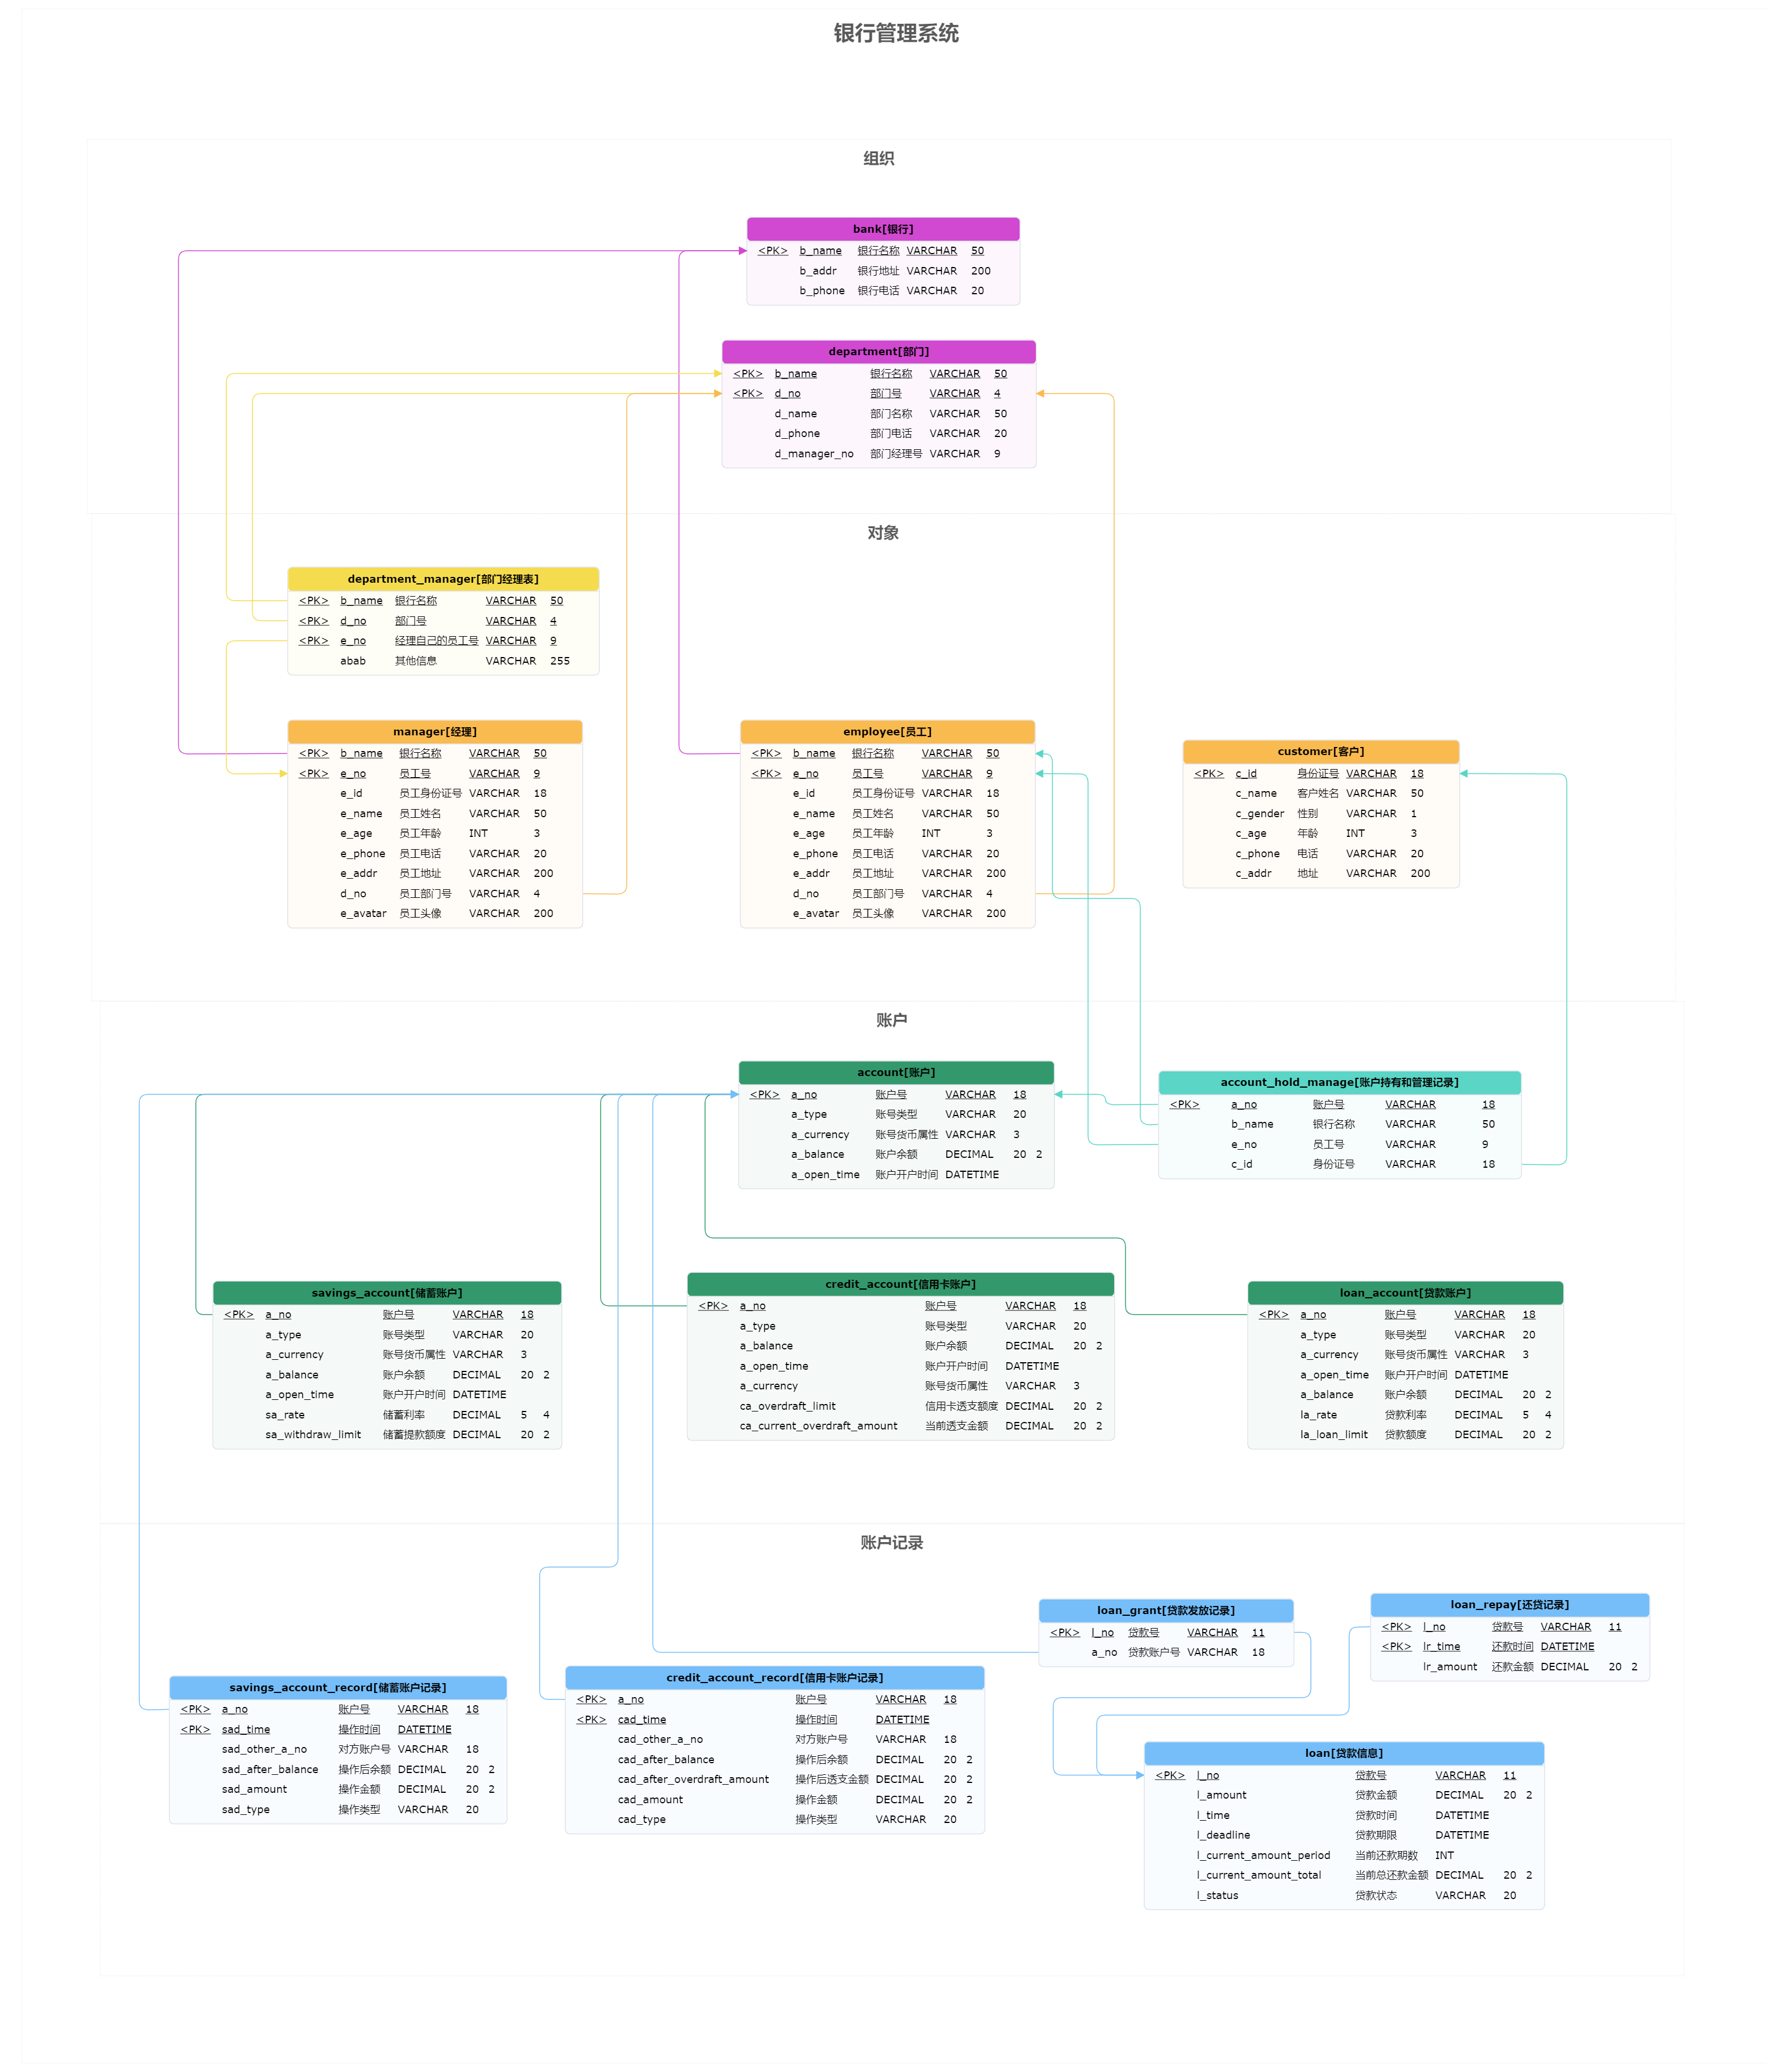 银行管理系统
组织
bank[银行]
<PK> b_name 银行名称 VARCHAR 50
b_addr 银行地址 VARCHAR 200
b_phone 银行电话 VARCHAR 20
department[部门]
<PK> b_name 银行名称 VARCHAR 50
<PK> d_no 部门号 VARCHAR 4
d_name 部门名称 VARCHAR 50
d_phone 部门电话 VARCHAR 20
d_manager_no 部门经理号 VARCHAR 9
对象
department_manager[部门经理表]
<PK> b_name 银行名称 VARCHAR 50
<PK> d_no 部门号 VARCHAR 4
<PK> e_no 经理自己的员工号 VARCHAR 9
abab 其他信息 VARCHAR 255
manager[经理]
<PK> b_name 银行名称 VARCHAR 50
<PK> e_no 员工号 VARCHAR 9
e_id 员工身份证号 VARCHAR 18
e_name 员工姓名 VARCHAR 50
e_age 员工年龄 INT 3
e_phone 员工电话 VARCHAR 20
e_addr 员工地址 VARCHAR 200
d_no 员工部门号 VARCHAR 4
e_avatar 员工头像 VARCHAR 200
employee[员工]
<PK> b_name 银行名称 VARCHAR 50
<PK> e_no 员工号 VARCHAR 9
e_id 员工身份证号 VARCHAR 18
e_name 员工姓名 VARCHAR 50
e_age 员工年龄 INT 3
e_phone 员工电话 VARCHAR 20
e_addr 员工地址 VARCHAR 200
d_no 员工部门号 VARCHAR 4
e_avatar 员工头像 VARCHAR 200
customer[客户]
<PK> c_id 身份证号 VARCHAR 18
c_name 客户姓名 VARCHAR 50
c_gender 性别 VARCHAR 1
c_age 年龄 INT 3
c_phone 电话 VARCHAR 20
c_addr 地址 VARCHAR 200
账户
account[账户]
<PK> a_no 账户号 VARCHAR 18
a_type 账号类型 VARCHAR 20
a_currency 账号货币属性 VARCHAR 3
a_balance 账户余额 DECIMAL 20 2
a_open_time 账户开户时间 DATETIME
account_hold_manage[账户持有和管理记录]
<PK> a_no 账户号 VARCHAR 18
b_name 银行名称 VARCHAR 50
e_no 员工号 VARCHAR 9
c_id 身份证号 VARCHAR 18
savings_account[储蓄账户]
<PK> a_no 账户号 VARCHAR 18
a_type 账号类型 VARCHAR 20
a_currency 账号货币属性 VARCHAR 3
a_balance 账户余额 DECIMAL 20 2
a_open_time 账户开户时间 DATETIME
sa_rate 储蓄利率 DECIMAL 5 4
sa_withdraw_limit 储蓄提款额度 DECIMAL 20 2
credit_account[信用卡账户]
<PK> a_no 账户号 VARCHAR 18
a_type 账号类型 VARCHAR 20
a_balance 账户余额 DECIMAL 20 2
a_open_time 账户开户时间 DATETIME
a_currency 账号货币属性 VARCHAR 3
ca_overdraft_limit 信用卡透支额度 DECIMAL 20 2
ca_current_overdraft_amount 当前透支金额 DECIMAL 20 2
loan_account[贷款账户]
<PK> a_no 账户号 VARCHAR 18
a_type 账号类型 VARCHAR 20
a_currency 账号货币属性 VARCHAR 3
a_open_time 账户开户时间 DATETIME
a_balance 账户余额 DECIMAL 20 2
la_rate 贷款利率 DECIMAL 5 4
la_loan_limit 贷款额度 DECIMAL 20 2
账户记录
loan_grant[贷款发放记录]
<PK> l_no 贷款号 VARCHAR 11
a_no 贷款账户号 VARCHAR 18
loan_repay[还贷记录]
<PK> l_no 贷款号 VARCHAR 11
<PK> lr_time 还款时间 DATETIME
lr_amount 还款金额 DECIMAL 20 2
savings_account_record[储蓄账户记录]
<PK> a_no 账户号 VARCHAR 18
<PK> sad_time 操作时间 DATETIME
sad_other_a_no 对方账户号 VARCHAR 18
sad_after_balance 操作后余额 DECIMAL 20 2
sad_amount 操作金额 DECIMAL 20 2
sad_type 操作类型 VARCHAR 20
credit_account_record[信用卡账户记录]
<PK> a_no 账户号 VARCHAR 18
<PK> cad_time 操作时间 DATETIME
cad_other_a_no 对方账户号 VARCHAR 18
cad_after_balance 操作后余额 DECIMAL 20 2
cad_after_overdraft_amount 操作后透支金额 DECIMAL 20 2
cad_amount 操作金额 DECIMAL 20 2
cad_type 操作类型 VARCHAR 20
loan[贷款信息]
<PK> l_no 贷款号 VARCHAR 11
l_amount 贷款金额 DECIMAL 20 2
l_time 贷款时间 DATETIME
l_deadline 贷款期限 DATETIME
l_current_amount_period 当前还款期数 INT
l_current_amount_total 当前总还款金额 DECIMAL 20 2
l_status 贷款状态 VARCHAR 20